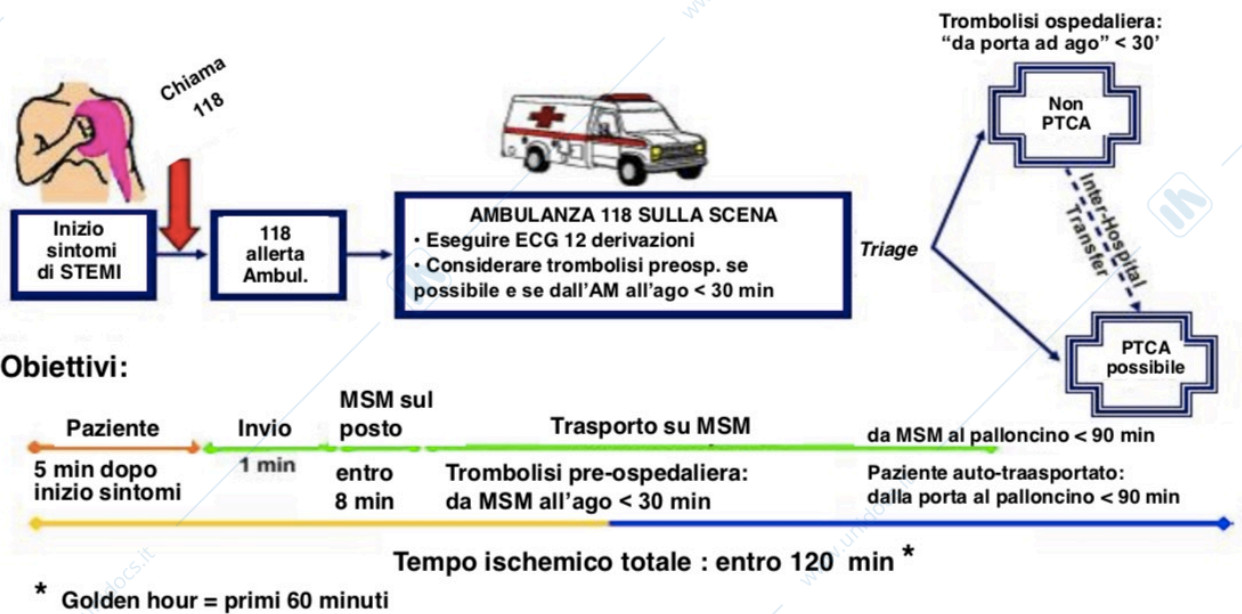 Trombolisi ospedaliera:
“da porta ad ago” < 30’
Chiama
118
Non
PTCA
Inizio
sintomi
di STEMI
118
allerta
Ambul.
AMBULANZA 118 SULLA SCENA
• Eseguire ECG 12 derivazioni
• Considerare trombolisi preosp. se
possibile e se dall’AM all’ago < 30 min
Triage
Inter-Hospital
Transfer
PTCA
possibile
Obiettivi:
Paziente
Invio
MSM sul
posto
Trasporto su MSM
da MSM al palloncino < 90 min
5 min dopo
inizio sintomi
1 min
entro
8 min
Trombolisi pre-ospedaliera:
da MSM all’ago < 30 min
Paziente auto-traasportato:
dalla porta al palloncino < 90 min
Tempo ischemico totale : entro 120 min *
* Golden hour = primi 60 minuti